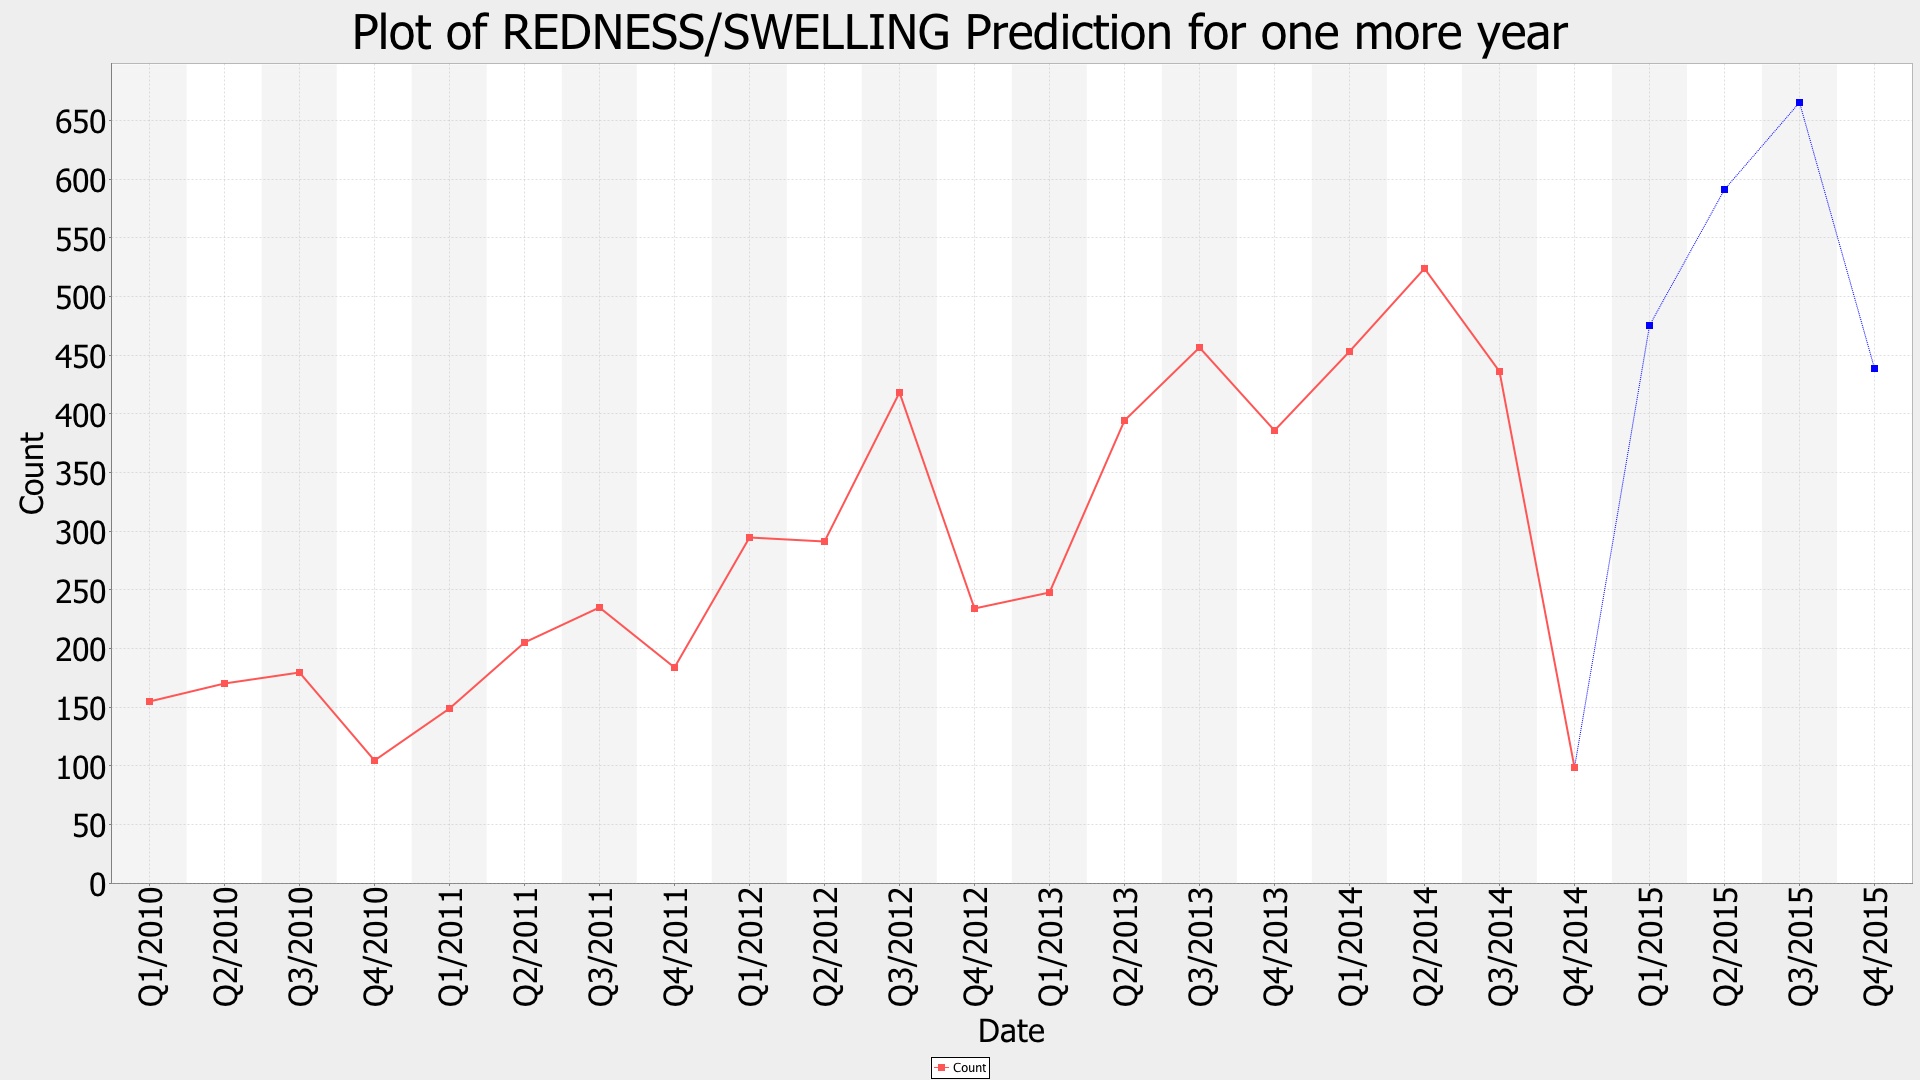 Plot of REDNESS/SWELLING Prediction for one more year
650
600
550
500
450
400
350
300
250
200
150
100
50
0
Count
Q1/2010
Q2/2010
Q3/2010
Q4/2010
Q1/2011
Q2/2011
Q3/2011
Q4/2011
Q1/2012
Q2/2012
Q3/2012
Q4/2012
Q1/2013
Q2/2013
Q3/2013
Q4/2013
Q1/2014
Q2/2014
Q3/2014
Q4/2014
Q1/2015
Q2/2015
Q3/2015
Q4/2015
Date
Count